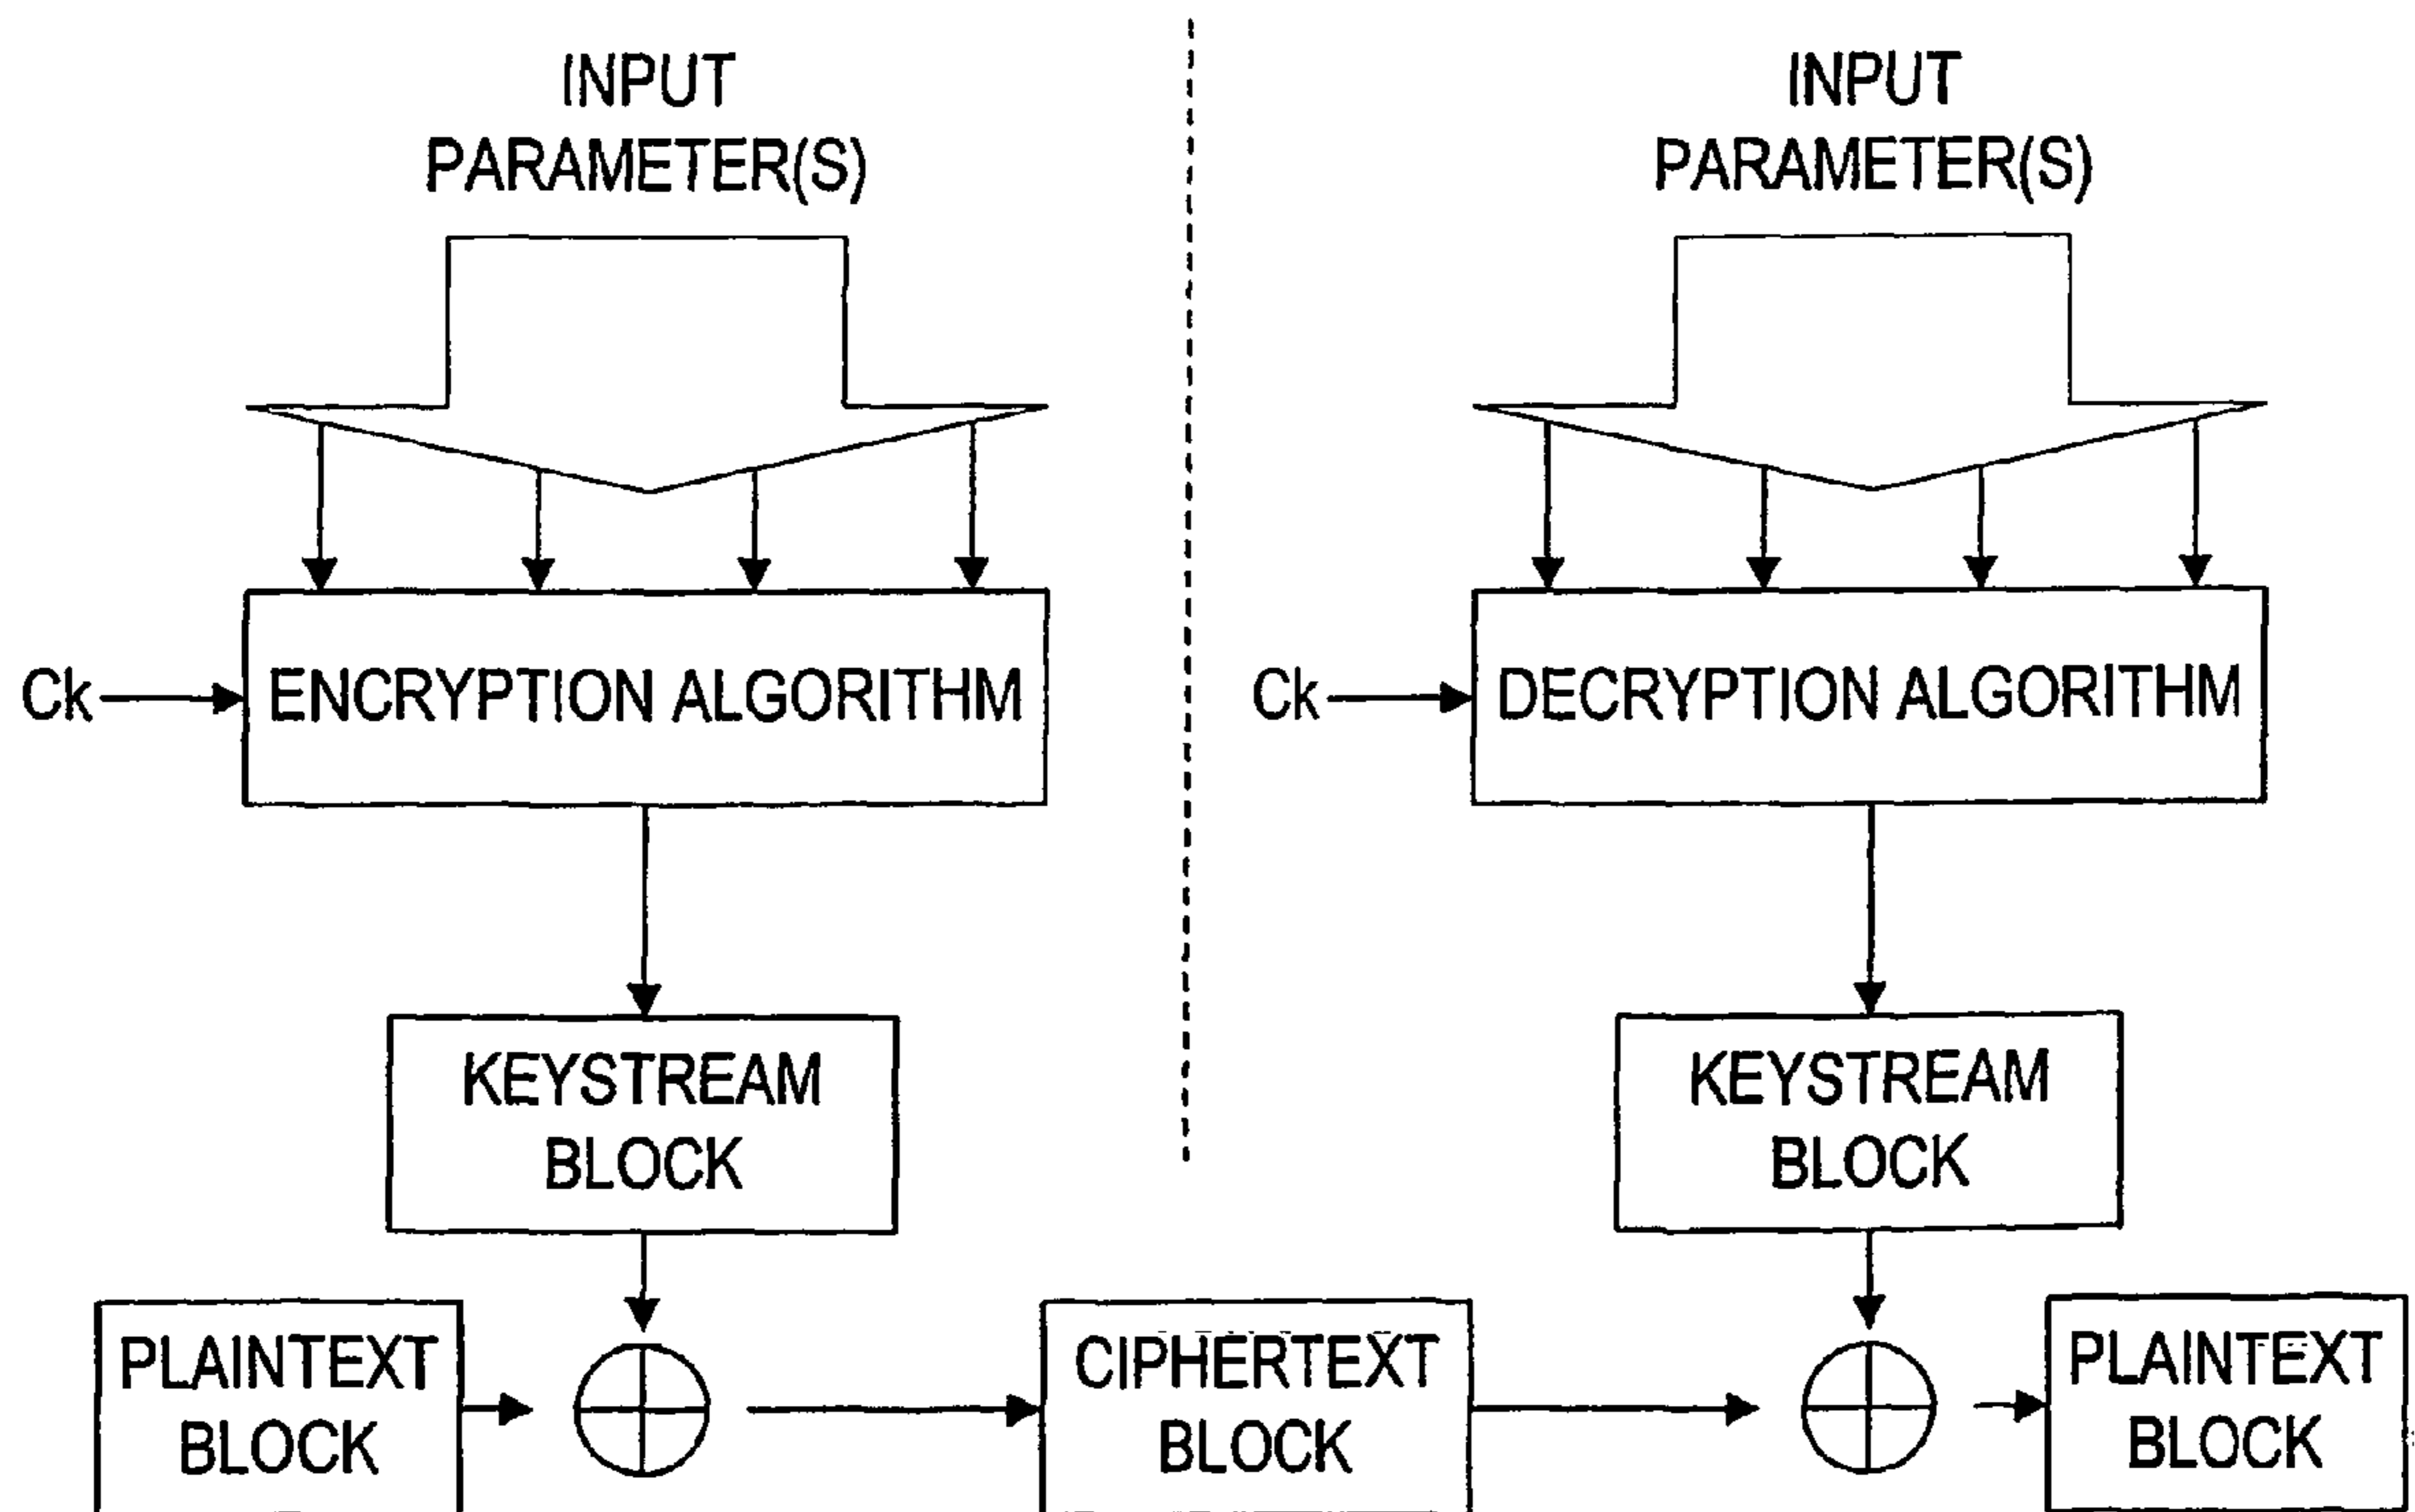 INPUT
PARAMETER(S)
Ck
ENCRYPTION ALGORITHM
KEYSTREAM
BLOCK
PLAINTEXT
BLOCK
CIPHERTEXT
BLOCK
INPUT
PARAMETER(S)
Ck
DECRYPTION ALGORITHM
KEYSTREAM
BLOCK
PLAINTEXT
BLOCK